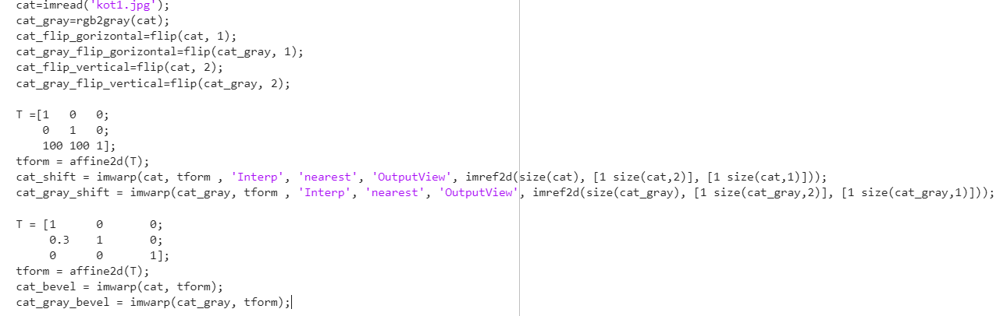 cat=imread('kot1.jpg');
cat_gray=rgb2gray(cat);
cat_flip_gorizontal=flip(cat, 1);
cat_gray_flip_gorizontal=flip(cat_gray, 1);
cat_flip_vertical=flip(cat, 2);
cat_gray_flip_vertical=flip(cat_gray, 2);
T =[1   0   0;
    0   1   0;
    100 100 1];
tform = affine2d(T);
cat_shift = imwarp(cat, tform , 'Interp', 'nearest', 'OutputView', imref2d(size(cat), [1 size(cat,2)], [1 size(cat,1)]));
cat_gray_shift = imwarp(cat_gray, tform , 'Interp', 'nearest', 'OutputView', imref2d(size(cat_gray), [1 size(cat_gray,2)], [1 size(cat_gray,1)]));
T = [1      0       0;
     0.3    1       0;
     0      0       1];
tform = affine2d(T);
cat_bevel = imwarp(cat, tform);
cat_gray_bevel = imwarp(cat_gray, tform);